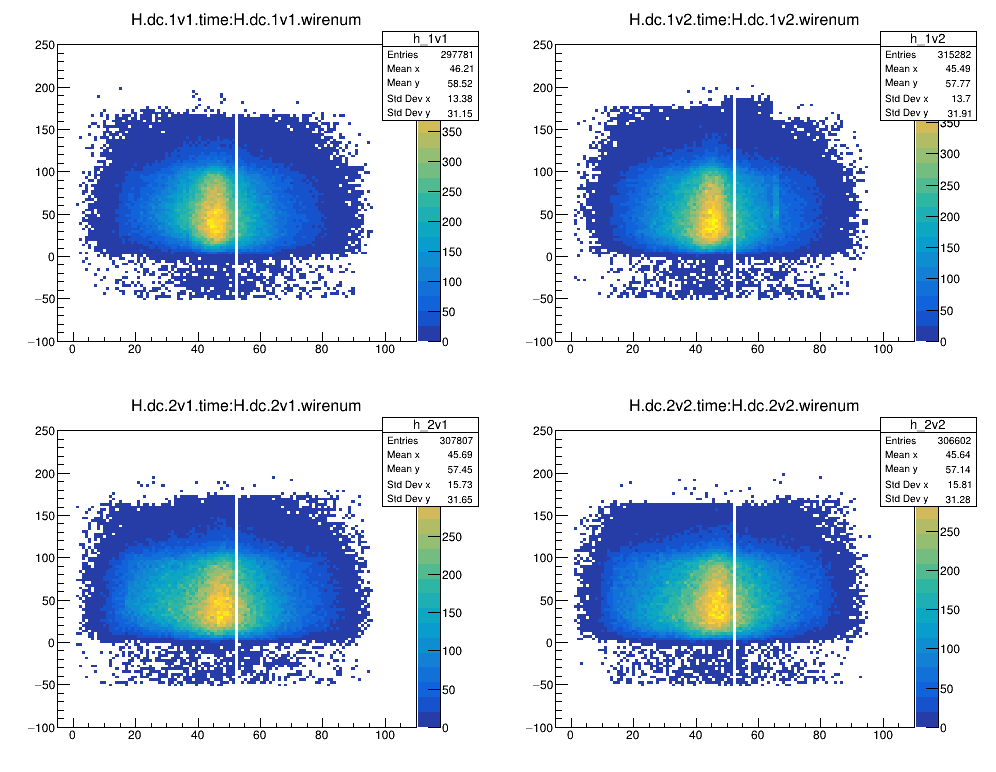 H.dc.1v1.time:H.dc.1v1.wirenum
h_1v1
Entries 297781
Mean x 46.21
Mean y 58.52
Std Dev x 13.38
Std Dev y 31.15
250
200
150
100
50
0
−50
−100
0 20 40 60 80 100
350
300
250
200
150
100
50
0
H.dc.1v2.time:H.dc.1v2.wirenum
h_1v2
Entries 315282
Mean x 45.49
Mean y 57.77
Std Dev x 13.7
Std Dev y 31.91
250
200
150
100
50
0
−50
−100
0 20 40 60 80 100
350
300
250
200
150
100
50
0
H.dc.2v1.time:H.dc.2v1.wirenum
h_2v1
Entries 307807
Mean x 45.69
Mean y 57.45
Std Dev x 15.73
Std Dev y 31.65
250
200
150
100
50
0
−50
−100
0 20 40 60 80 100
250
200
150
100
50
0
H.dc.2v2.time:H.dc.2v2.wirenum
h_2v2
Entries 306602
Mean x 45.64
Mean y 57.14
Std Dev x 15.81
Std Dev y 31.28
250
200
150
100
50
0
−50
−100
0 20 40 60 80 100
250
200
150
100
50
0